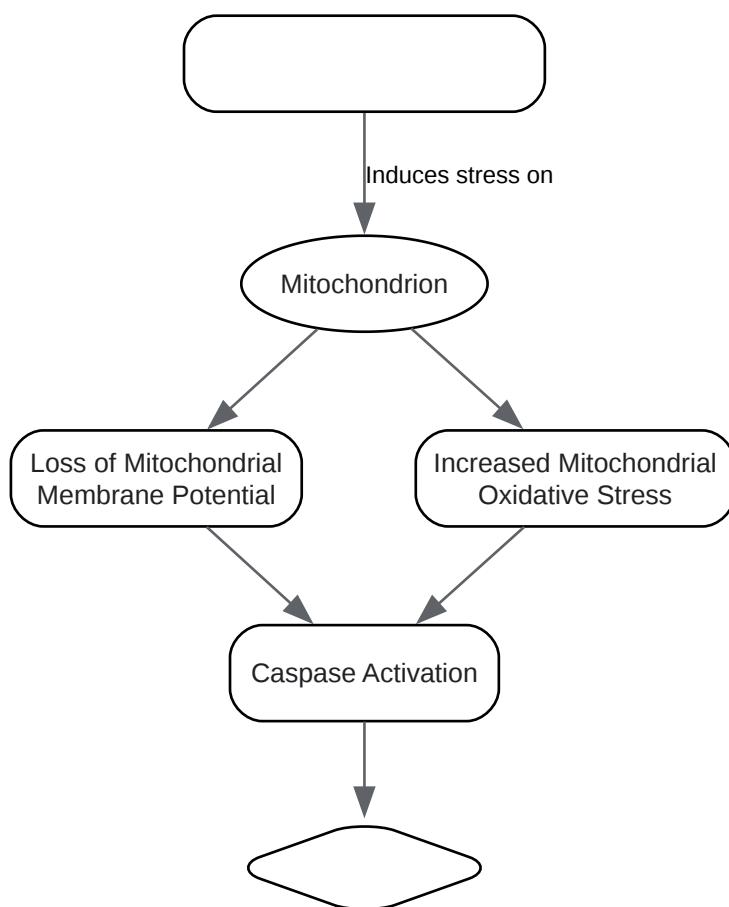 Induces stress on
Mitochondrion
Loss of Mitochondrial
Membrane Potential
Increased Mitochondrial
Oxidative Stress
Caspase Activation